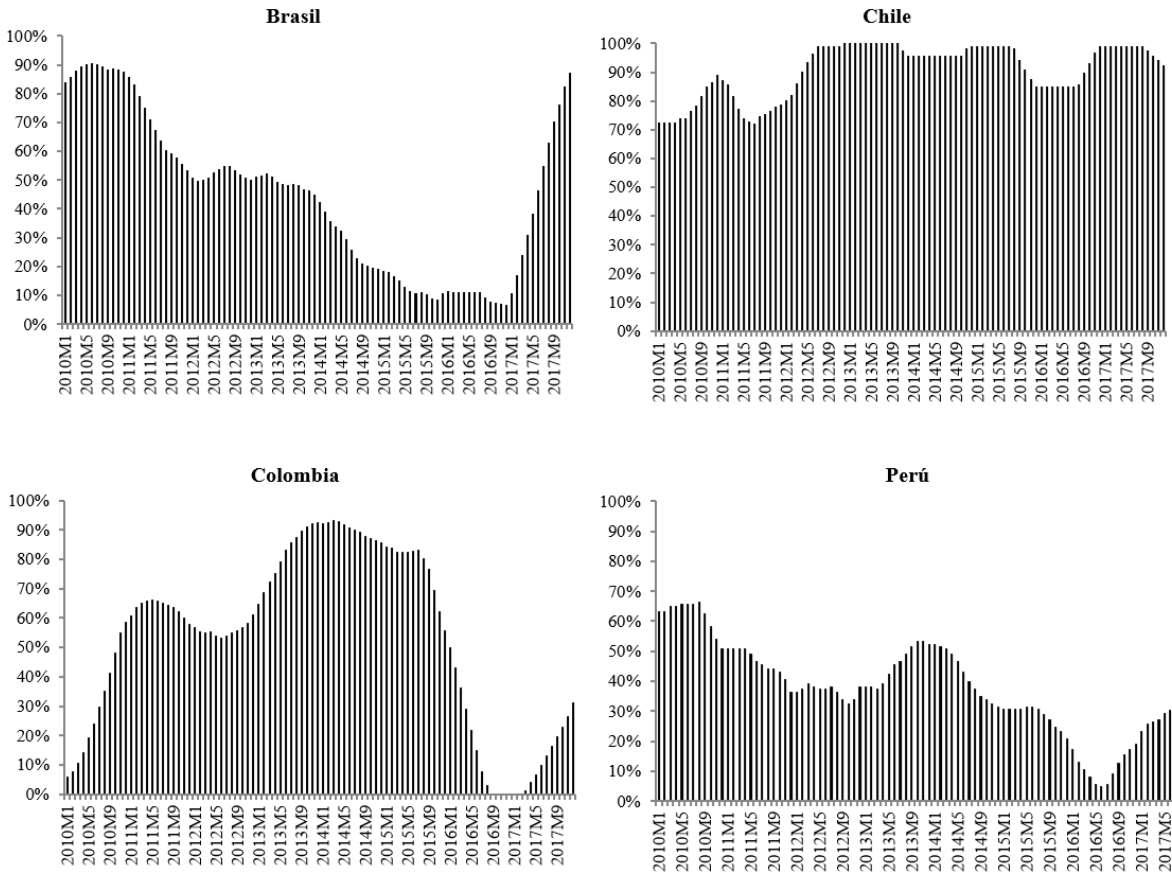 Brasil
100%
90%
80%
70%
60%
50%
40%
30%
20%
10%
0%
2010M1
2010M5
2010M9
2011M1
2011M5
2011M9
2012M1
2012M5
2012M9
2013M1
2013M5
2013M9
2014M1
2014M5
2014M9
2015M1
2015M5
2015M9
2016M1
2016M5
2016M9
2017M1
2017M5
2017M9
Chile
100%
90%
80%
70%
60%
50%
40%
30%
20%
10%
0%
2010M1
2010M5
2010M9
2011M1
2011M5
2011M9
2012M1
2012M5
2012M9
2013M1
2013M5
2013M9
2014M1
2014M5
2014M9
2015M1
2015M5
2015M9
2016M1
2016M5
2016M9
2017M1
2017M5
2017M9
Colombia
100%
90%
80%
70%
60%
50%
40%
30%
20%
10%
0%
2010M1
2010M5
2010M9
2011M1
2011M5
2011M9
2012M1
2012M5
2012M9
2013M1
2013M5
2013M9
2014M1
2014M5
2014M9
2015M1
2015M5
2015M9
2016M1
2016M5
2016M9
2017M1
2017M5
2017M9
Perú
100%
90%
80%
70%
60%
50%
40%
30%
20%
10%
0%
2010M1
2010M5
2010M9
2011M1
2011M5
2011M9
2012M1
2012M5
2012M9
2013M1
2013M5
2013M9
2014M1
2014M5
2014M9
2015M1
2015M5
2015M9
2016M1
2016M5
2016M9
2017M1
2017M5